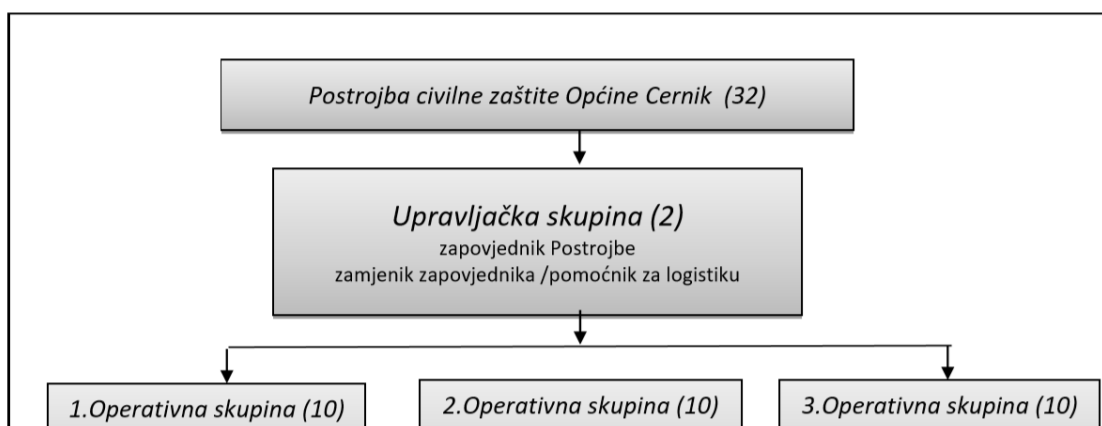 Postrojba civilne zaštite Općine Cernik (32)
Upravljačka skupina (2)
zapovjednik Postrojbe
zamjenik zapovjednika /pomoćnik za logistiku
1.Operativna skupina (10)
2.Operativna skupina (10)
3.Operativna skupina (10)